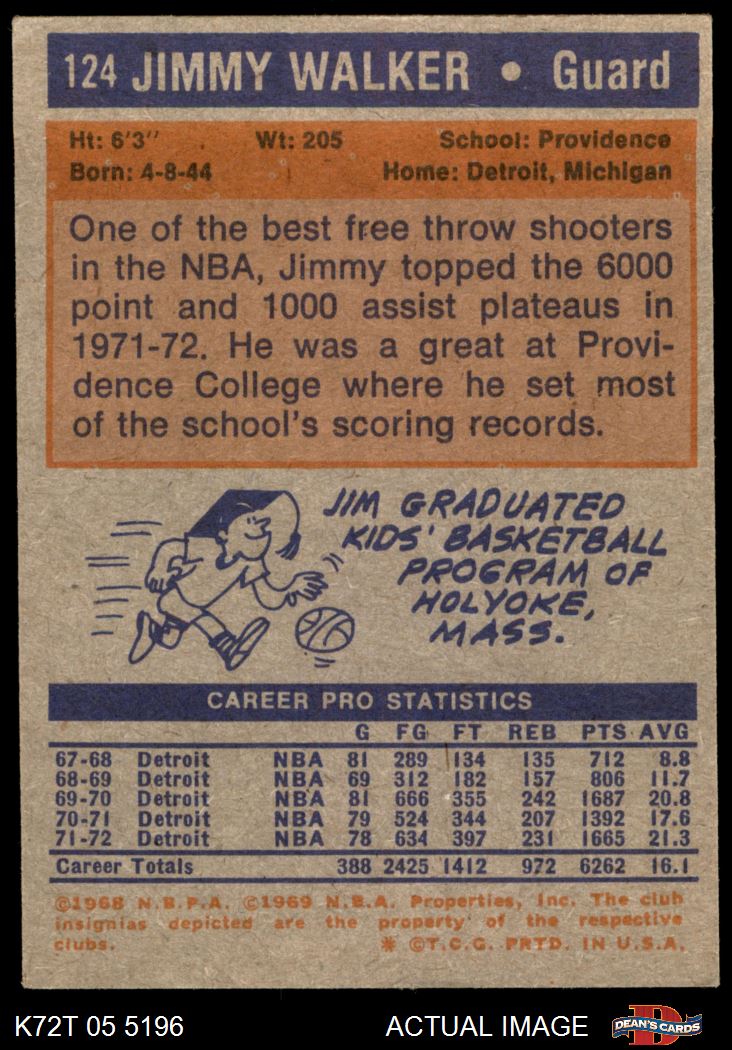 124 JIMMY WALKER • Guard
Ht: 6'3" Wt: 205 School: Providence
Born: 4-8-44 Home: Detroit, Michigan
One of the best free throw shooters
in the NBA, Jimmy topped the 6000
point and 1000 assist plateaus in
1971-72. He was a great at Provi-
dence College where he set most
of the school's scoring records.
JIM GRADUATED
KIDS' BASKETBALL
PROGRAM OF
HOLYOKE,
MASS.
CAREER PRO STATISTICS
G FG FT REB PTS AVG
67-68 Detroit NBA 81 289 134 135 712 8.8
68-69 Detroit NBA 69 312 182 157 806 11.7
69-70 Detroit NBA 81 666 355 242 1687 20.8
70-71 Detroit NBA 79 524 344 207 1392 17.6
71-72 Detroit NBA 78 634 397 231 1665 21.3
Career Totals 388 2425 1412 972 6262 16.1
©1968 N.B.P.A. ©1969 N.B.A. Properties, Inc. The club
insignias depicted are the property of the respective
clubs. * ©T.C.G. PRTD. IN U.S.A.
K72T 05 5196 ACTUAL IMAGE D DEAN'S CARDS